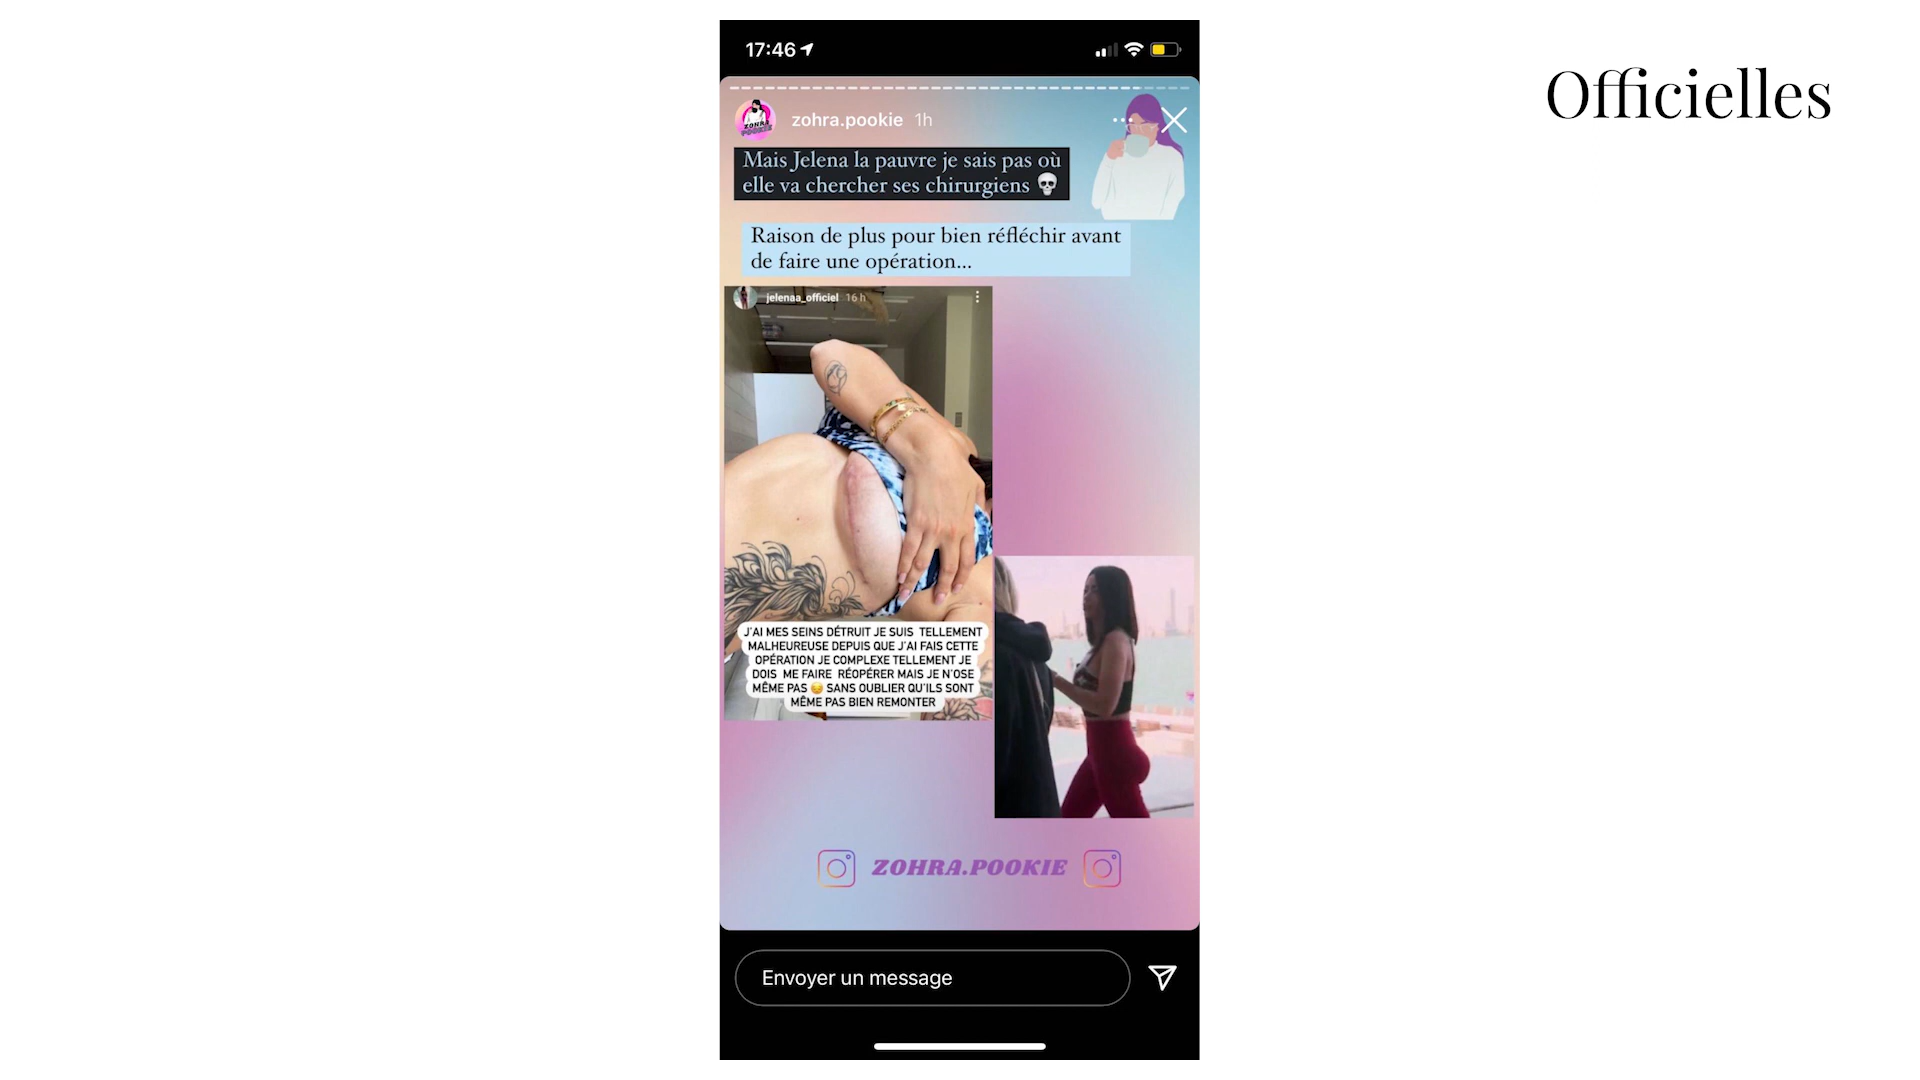 17:46
Officielles
zohra.pookie 1h
Mais Jelena la pauvre je sais pas où
elle va chercher ses chirurgiens 💀
Raison de plus pour bien réfléchir avant
de faire une opération...
jelenaa_officiel 16 h
J'AI MES SEINS DÉTRUIT JE SUIS TELLEMENT
MALHEUREUSE DEPUIS QUE J'AI FAIS CETTE
OPÉRATION JE COMPLEXE TELLEMENT JE
DOIS ME FAIRE RÉOPÉRER MAIS JE N'OSE
MÊME PAS 😔 SANS OUBLIER QU'ILS SONT
MÊME PAS BIEN REMONTER
ZOHRA.POOKIE
Envoyer un message